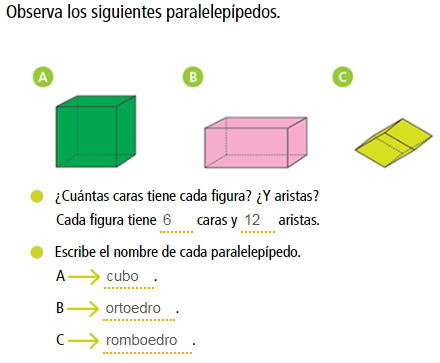 Observa los siguientes paralelepípedos.
A B C
¿Cuántas caras tiene cada figura? ¿Y aristas?
Cada figura tiene 6 caras y 12 aristas.
Escribe el nombre de cada paralelepípedo.
A → cubo .
B → ortoedro .
C → romboedro .